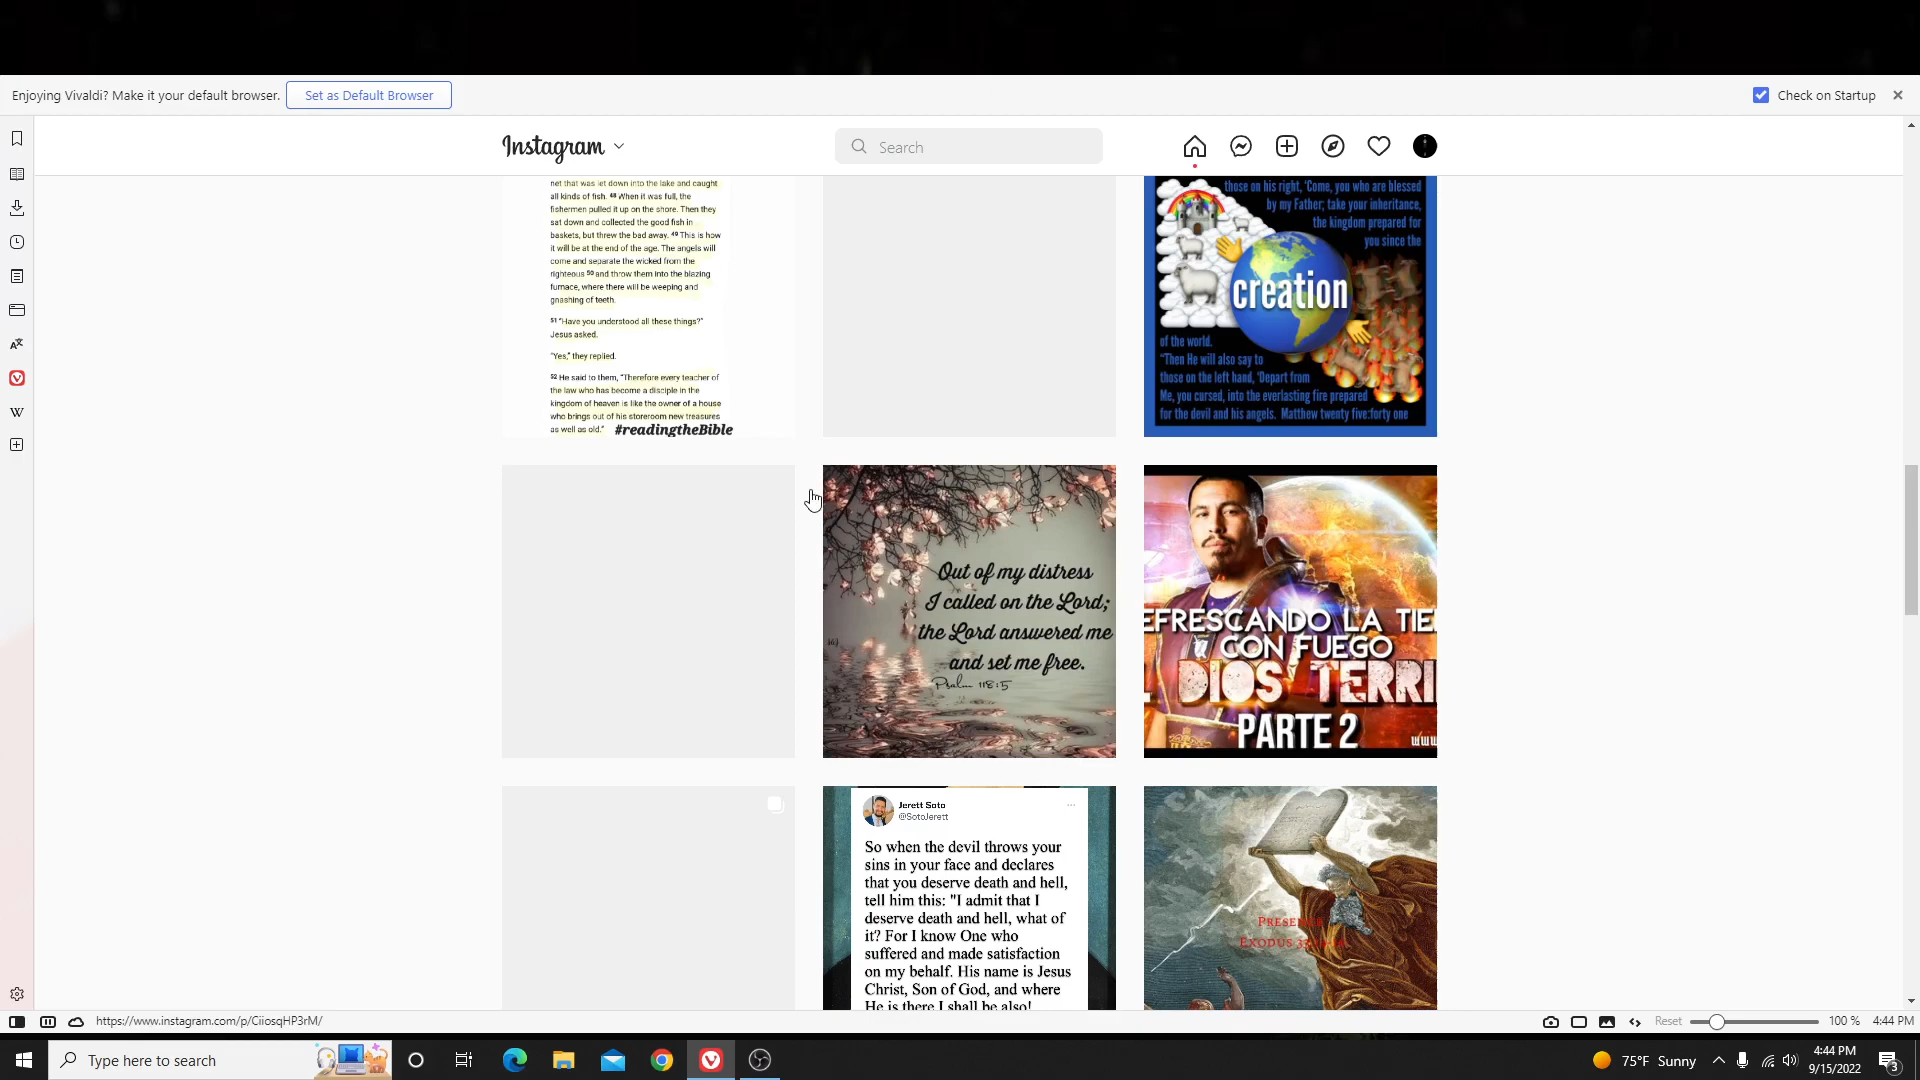 Enjoying Vivaldi? Make it your default browser. Set as Default Browser
Check on Startup
Instagram
Search
net that was let down into the lake and caught
all kinds of fish. 48 When it was full, the
fishermen pulled it up on the shore. Then they
sat down and collected the good fish in
baskets, but threw the bad away. 49 This is how
it will be at the end of the age. The angels will
come and separate the wicked from the
righteous 50 and throw them into the blazing
furnace, where there will be weeping and
gnashing of teeth.
51 "Have you understood all these things?"
Jesus asked.
"Yes," they replied.
52 He said to them, "Therefore every teacher of
the law who has become a disciple in the
kingdom of heaven is like the owner of a house
who brings out of his storeroom new treasures
as well as old." #readingtheBible
those on his right, 'Come, you who are blessed
by my Father; take your inheritance,
the kingdom prepared for
you since the
creation
of the world.
"Then He will also say to
those on the left hand, 'Depart from
Me, you cursed, into the everlasting fire prepared
for the devil and his angels. Matthew twenty five:forty one
Out of my distress
I called on the Lord;
the Lord answered me
and set me free.
Psalm 118:5
EFRESCANDO LA TIE
CON FUEGO
L DIOS TERRI
PARTE 2
www
Jerett Soto
@SotoJerett
So when the devil throws your
sins in your face and declares
that you deserve death and hell,
tell him this: "I admit that I
deserve death and hell, what of
it? For I know One who
suffered and made satisfaction
on my behalf. His name is Jesus
Christ, Son of God, and where
He is there I shall be also!
Presence
Exodus
https://www.instagram.com/p/CiiosqHP3rM/
Reset
100 %
4:44 PM
Type here to search
75°F Sunny
4:44 PM
9/15/2022
3